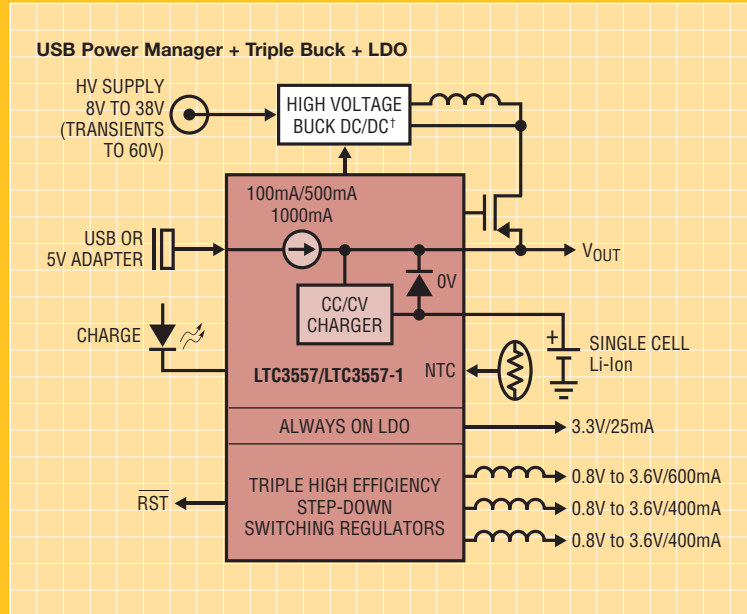 USB Power Manager + Triple Buck + LDO
HV SUPPLY
8V TO 38V
(TRANSIENTS
TO 60V)
HIGH VOLTAGE
BUCK DC/DC†
100mA/500mA
1000mA
USB OR
5V ADAPTER
VOUT
0V
CC/CV
CHARGER
CHARGE
+
SINGLE CELL
Li-Ion
LTC3557/LTC3557-1
NTC
ALWAYS ON LDO
3.3V/25mA
TRIPLE HIGH EFFICIENCY
STEP-DOWN
SWITCHING REGULATORS
RST
0.8V to 3.6V/600mA
0.8V to 3.6V/400mA
0.8V to 3.6V/400mA